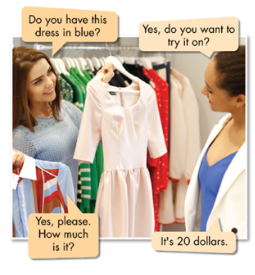 Do you have this
dress in blue?
Yes, do you want to
try it on?
Yes, please.
How much
is it?
It's 20 dollars.